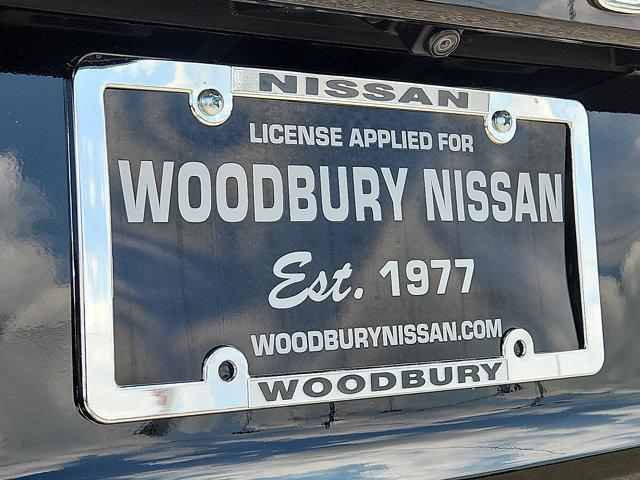 NISSAN
LICENSE APPLIED FOR
WOODBURY NISSAN
Est. 1977
WOODBURYNISSAN.COM
WOODBURY